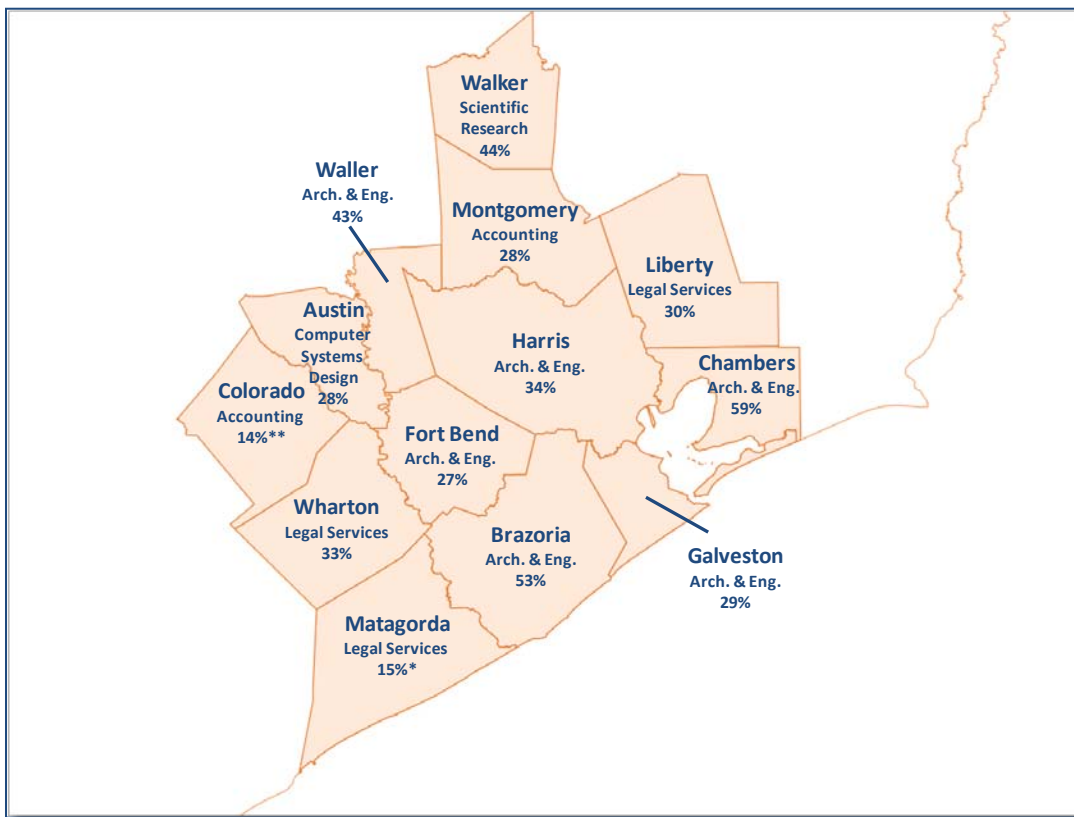 Walker
Scientific
Research
44%
Waller
Arch. & Eng.
43%
Montgomery
Accounting
28%
Liberty
Legal Services
30%
Austin
Computer
Systems
Design
28%
Harris
Arch. & Eng.
34%
Chambers
Arch. & Eng.
59%
Colorado
Accounting
14%**
Fort Bend
Arch. & Eng.
27%
Wharton
Legal Services
33%
Brazoria
Arch. & Eng.
53%
Galveston
Arch. & Eng.
29%
Matagorda
Legal Services
15%*